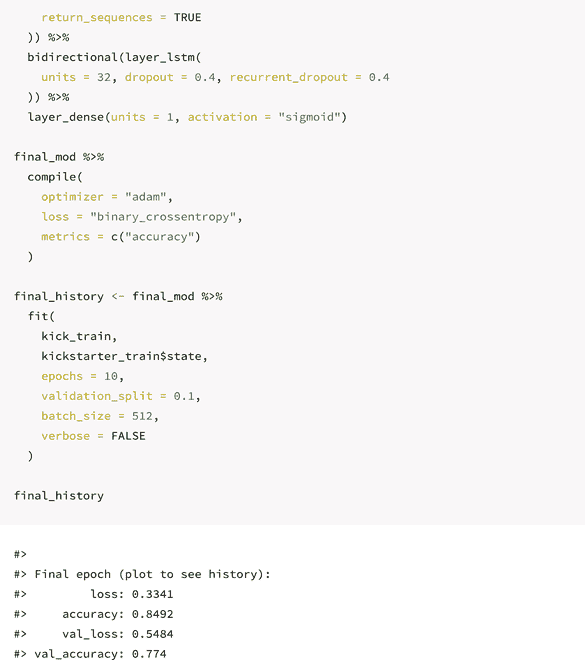 return_sequences = TRUE
  )) %>%
  bidirectional(layer_lstm(
    units = 32, dropout = 0.4, recurrent_dropout = 0.4
  )) %>%
  layer_dense(units = 1, activation = "sigmoid")

final_mod %>%
  compile(
    optimizer = "adam",
    loss = "binary_crossentropy",
    metrics = c("accuracy")
  )

final_history <- final_mod %>%
  fit(
    kick_train,
    kickstarter_train$state,
    epochs = 10,
    validation_split = 0.1,
    batch_size = 512,
    verbose = FALSE
  )

final_history

#>
#> Final epoch (plot to see history):
#>         loss: 0.3341
#>     accuracy: 0.8492
#>     val_loss: 0.5484
#> val_accuracy: 0.774